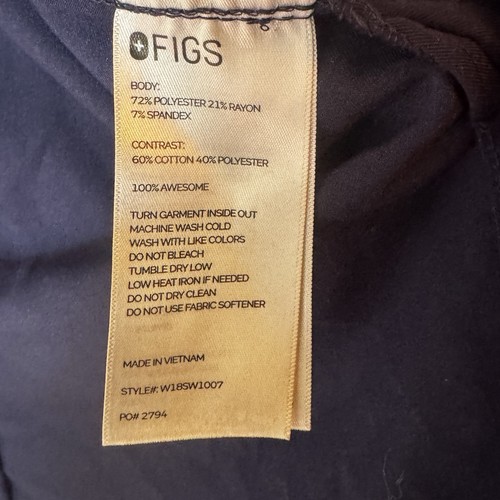 FIGS
BODY:
72% POLYESTER 21% RAYON
7% SPANDEX
CONTRAST:
60% COTTON 40% POLYESTER
100% AWESOME
TURN GARMENT INSIDE OUT
MACHINE WASH COLD
WASH WITH LIKE COLORS
DO NOT BLEACH
TUMBLE DRY LOW
LOW HEAT IRON IF NEEDED
DO NOT DRY CLEAN
DO NOT USE FABRIC SOFTENER
MADE IN VIETNAM
STYLE#: W18SW1007
PO# 2794